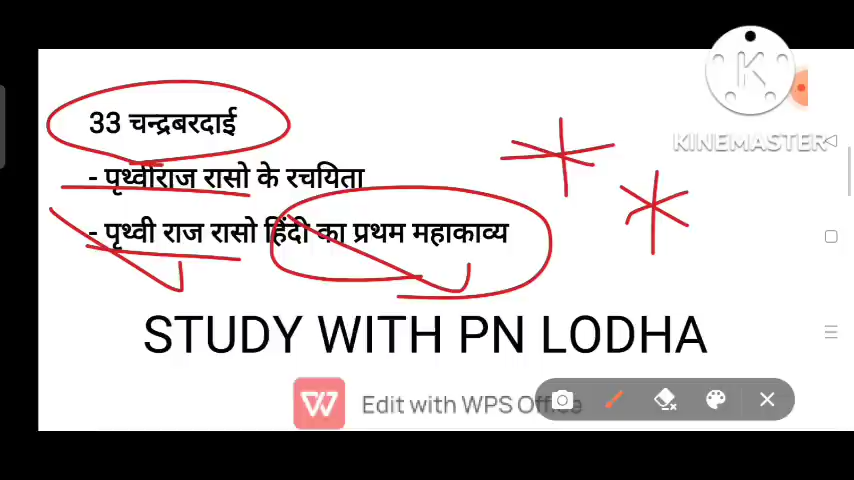 33 चन्द्रबरदाई
- पृथ्वीराज रासो के रचयिता
- पृथ्वी राज रासो हिंदी का प्रथम महाकाव्य
STUDY WITH PN LODHA
Edit with WPS Office
KINEMASTER